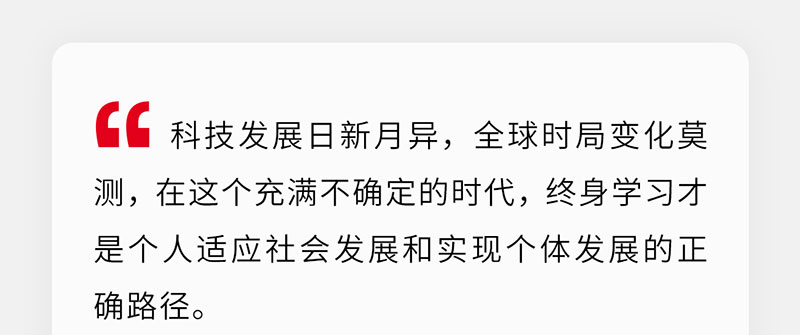 “科技发展日新月异，全球时局变化莫
测，在这个充满不确定的时代，终身学习才
是个人适应社会发展和实现个体发展的正
确路径。